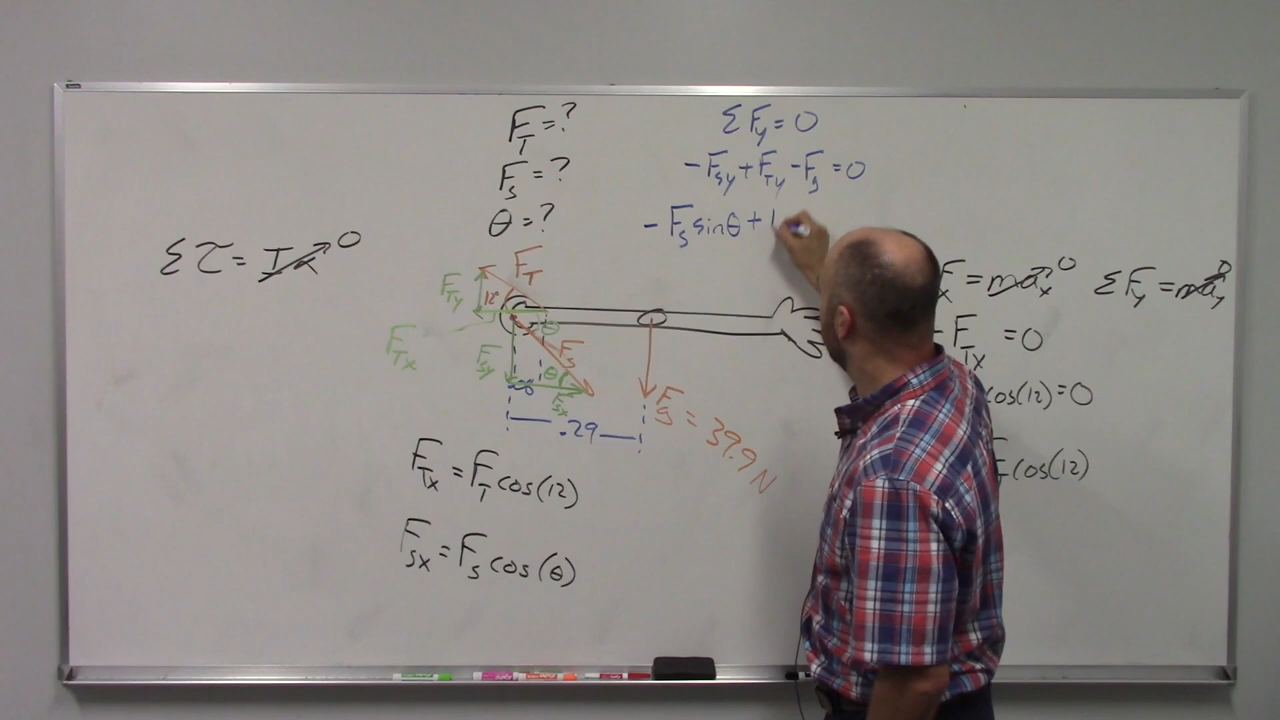 F_T = ?
F_s = ?
θ = ?
ΣF_y = 0
-F_sy + F_Ty - F_g = 0
-F_s sinθ +
Στ = Iα 0
F_T
F_Ty
12°
F_Tx
θ
F_sy
F_s
θ
F_sx
.29
F_g = 39.9 N
F_Tx = F_T cos(12)
F_sx = F_s cos(θ)
x = ma_x 0
ΣF_y = ma_y 0
F_Tx = 0
cos(12) = 0
cos(12)